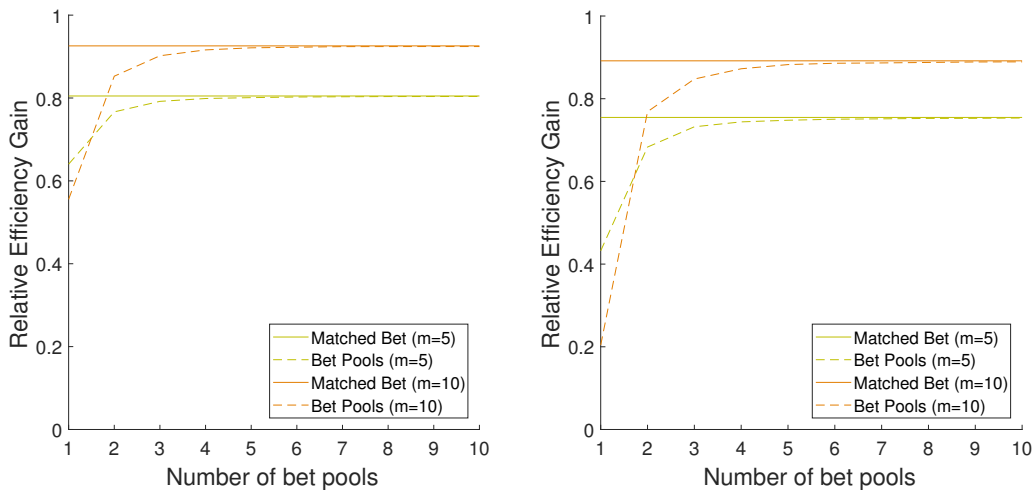 1
0.8
0.6
0.4
0.2
0
Relative Efficiency Gain
Matched Bet (m=5)
Bet Pools (m=5)
Matched Bet (m=10)
Bet Pools (m=10)
1 2 3 4 5 6 7 8 9 10
Number of bet pools
1
0.8
0.6
0.4
0.2
0
Relative Efficiency Gain
Matched Bet (m=5)
Bet Pools (m=5)
Matched Bet (m=10)
Bet Pools (m=10)
1 2 3 4 5 6 7 8 9 10
Number of bet pools